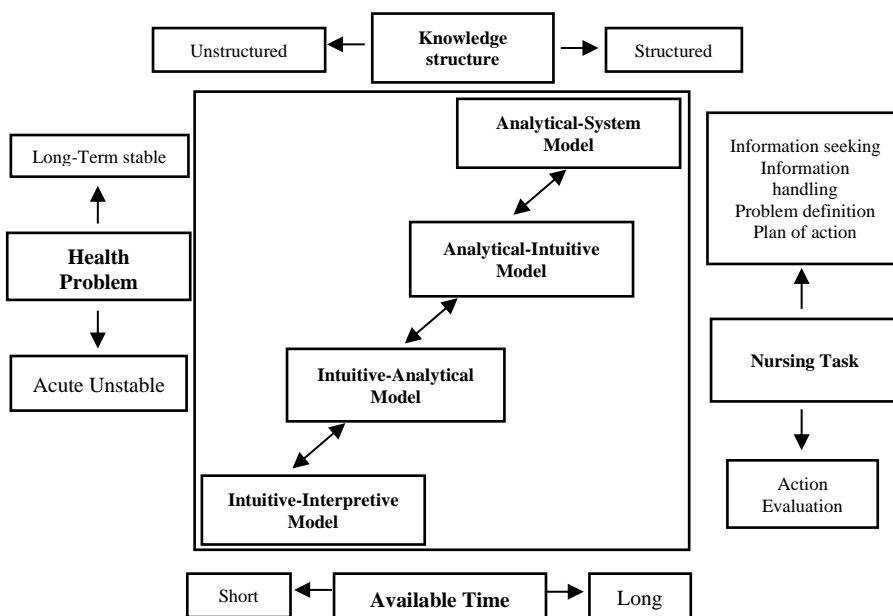 Unstructured
Knowledge
structure
Structured
Analytical-System
Model
Long-Term stable
Information seeking
Information
handling
Problem definition
Plan of action
Health
Problem
Analytical-Intuitive
Model
Acute Unstable
Intuitive-Analytical
Model
Nursing Task
Intuitive-Interpretive
Model
Action
Evaluation
Short
Available Time
Long